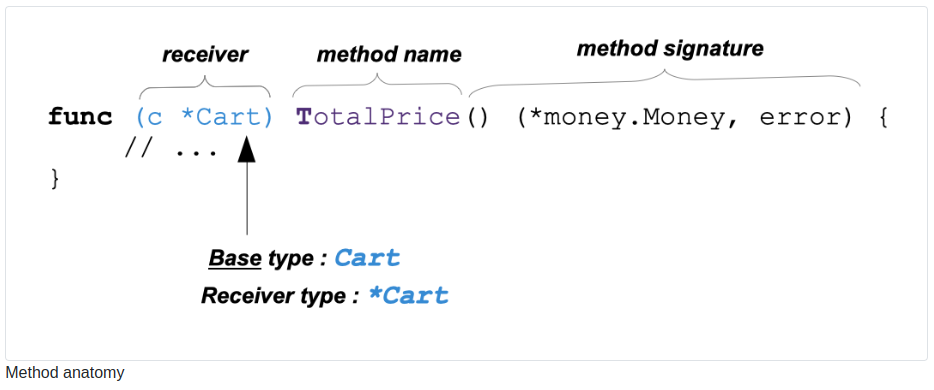 receiver method name method signature
func (c *Cart) TotalPrice() (*money.Money, error) {
// ...
}
Base type : Cart
Receiver type : *Cart
Method anatomy